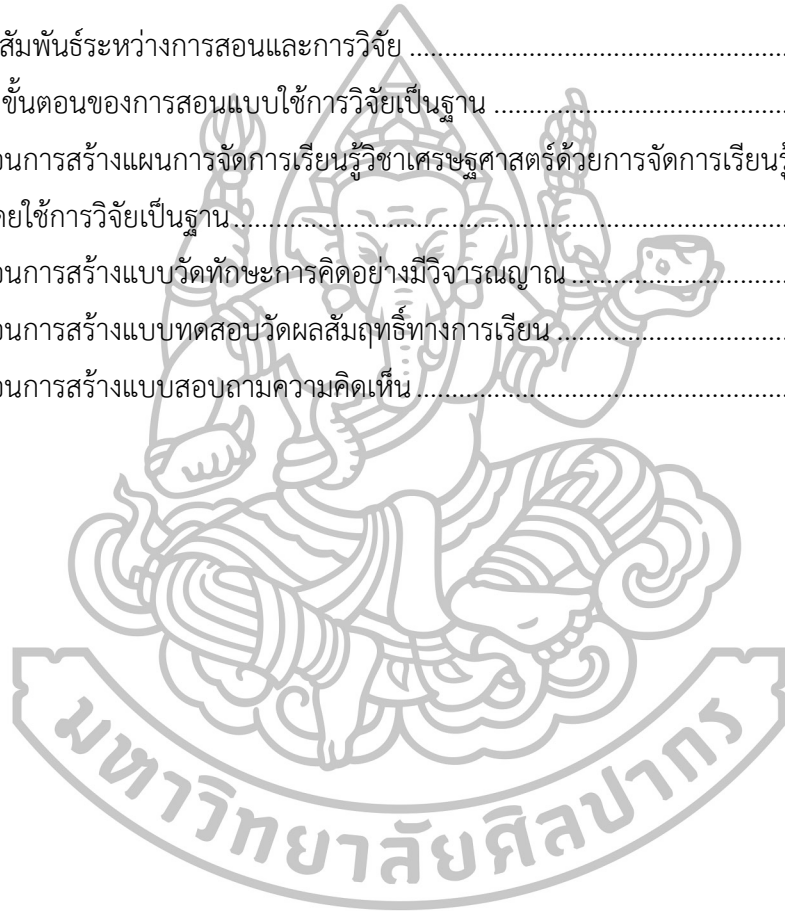 สัมพันธ์ระหว่างการสอนและการวิจัย ....................................................
ขั้นตอนของการสอนแบบใช้การวิจัยเป็นฐาน ........................................
อนการสร้างแผนการจัดการเรียนรู้วิชาเศรษฐศาสตร์ด้วยการจัดการเรียนรู้
ดยใช้การวิจัยเป็นฐาน ............................................................................
อนการสร้างแบบวัดทักษะการคิดอย่างมีวิจารณญาณ .............................
อนการสร้างแบบทดสอบวัดผลสัมฤทธิ์ทางการเรียน ...............................
อนการสร้างแบบสอบถามความคิดเห็น ...................................................
มหาวิทยาลัยศิลปากร